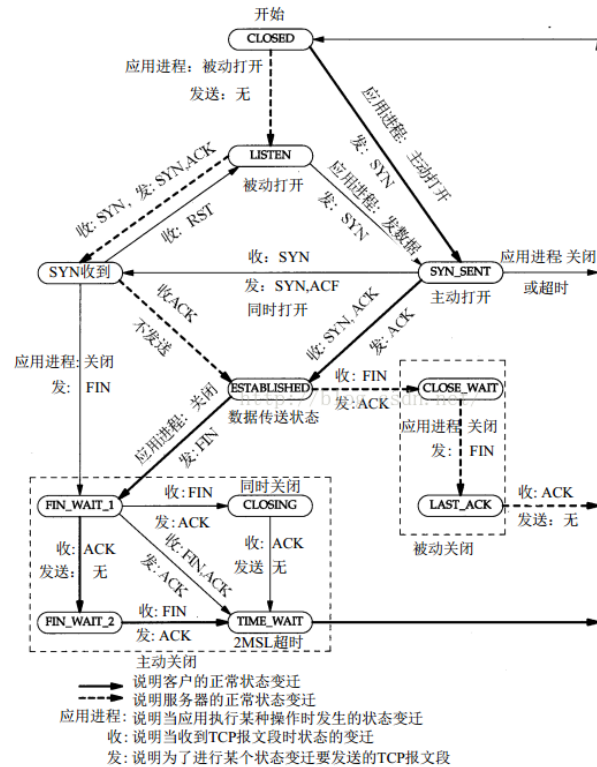 开始
CLOSED
应用进程：被动打开
发送：无
应用进程：主动打开
发：SYN
LISTEN
被动打开
收: SYN，发: SYN,ACK
收: RST
应用进程：发数据
发：SYN
SYN收到
收：SYN
发：SYN,ACF
同时打开
SYN_SENT
主动打开
应用进程 关闭
或超时
收ACK
不发送
收: SYN, ACK
发: ACK
应用进程: 关闭
发: FIN
ESTABLISHED
数据传送状态
收: FIN
发: ACK
CLOSE_WAIT
应用进程 关闭
发: FIN
LAST_ACK
收: ACK
发送: 无
被动关闭
应用进程: 关闭
发: FIN
FIN_WAIT_1
收: FIN
发: ACK
同时关闭
CLOSING
收: ACK
发送: 无
收: FIN,ACK
发: ACK
收: ACK
发送 无
FIN_WAIT_2
收: FIN
发: ACK
TIME_WAIT
2MSL超时
主动关闭
说明客户的正常状态变迁
说明服务器的正常状态变迁
应用进程: 说明当应用执行某种操作时发生的状态变迁
收: 说明当收到TCP报文段时状态的变迁
发: 说明为了进行某个状态变迁要发送的TCP报文段